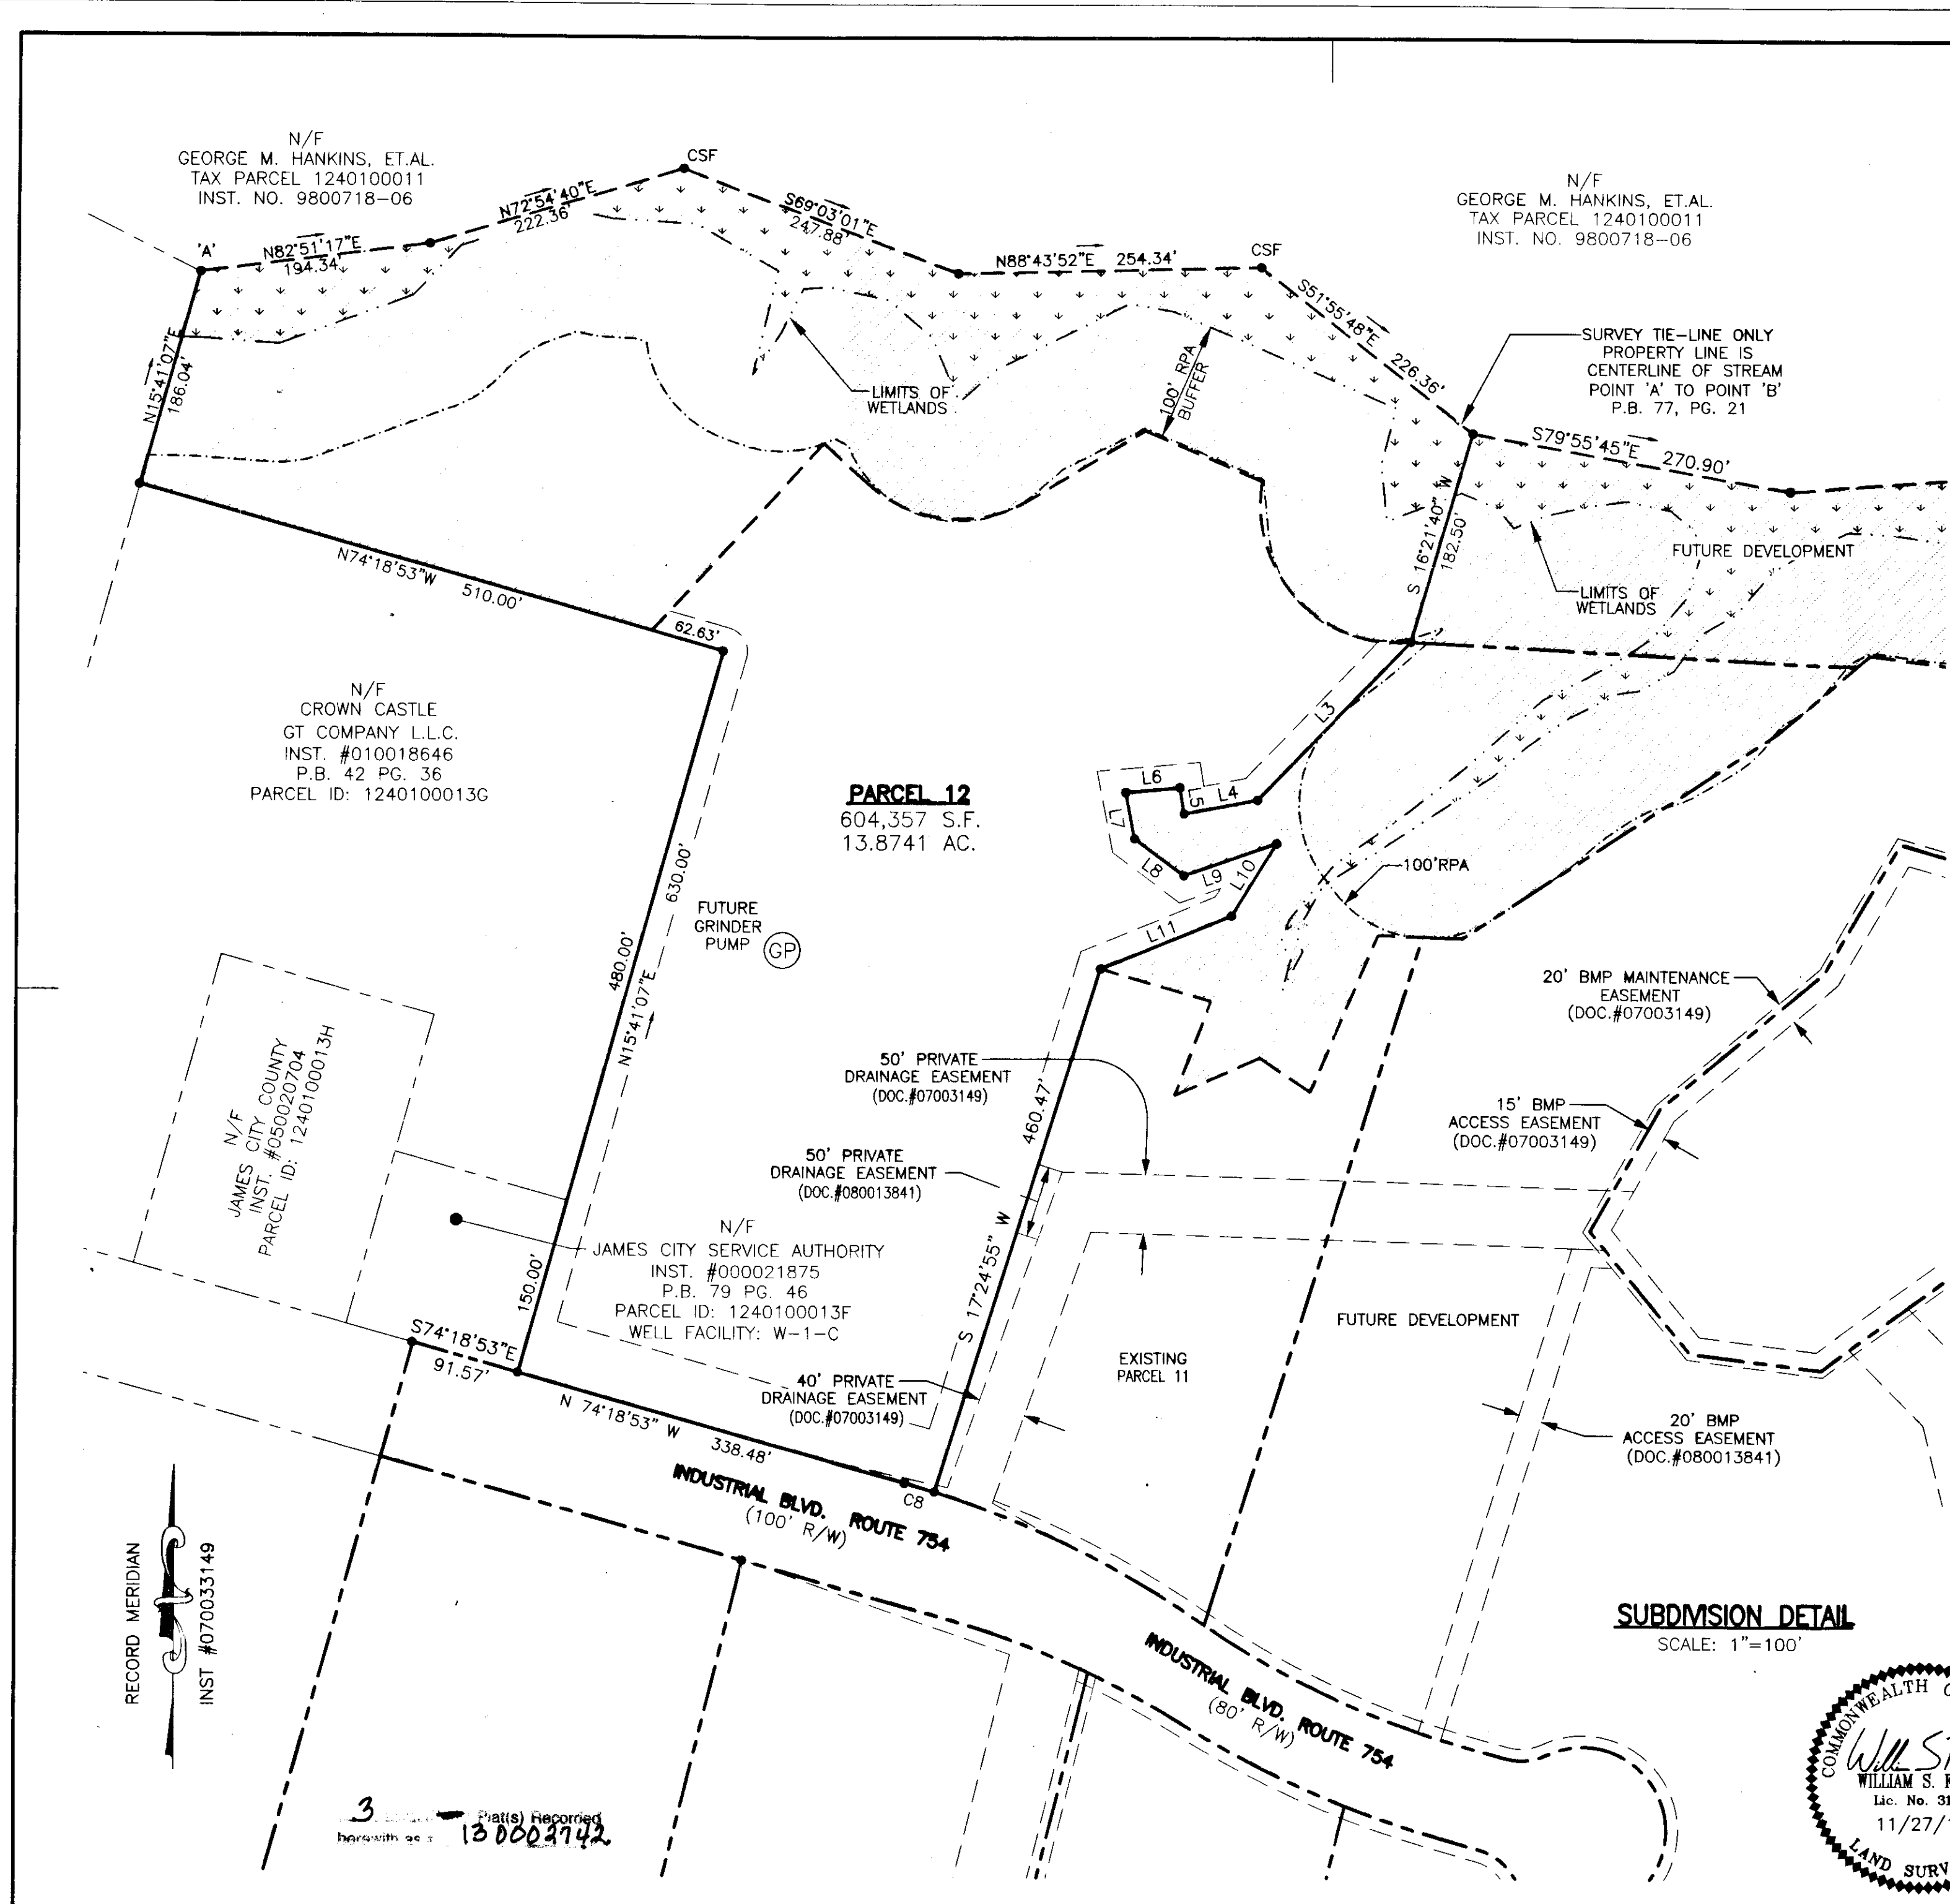 N/F
GEORGE M. HANKINS, ET.AL.
TAX PARCEL 1240100011
INST. NO. 9800718-06
'A'
N82°51'17"E
194.34'
N72°54'40"E
222.36'
CSF
S69°03'01"E
247.88'
N88°43'52"E 254.34'
CSF
S51°55'48"E 226.36'
N/F
GEORGE M. HANKINS, ET.AL.
TAX PARCEL 1240100011
INST. NO. 9800718-06
SURVEY TIE-LINE ONLY
PROPERTY LINE IS
CENTERLINE OF STREAM
POINT 'A' TO POINT 'B'
P.B. 77, PG. 21
S79°55'45"E 270.90'
N15°41'07"E
186.04'
LIMITS OF
WETLANDS
100' RPA
BUFFER
S 16°21'40" W
182.50'
FUTURE DEVELOPMENT
LIMITS OF
WETLANDS
N74°18'53"W 510.00'
62.63'
N/F
CROWN CASTLE
GT COMPANY L.L.C.
INST. #010018646
P.B. 42 PG. 36
PARCEL ID: 1240100013G
PARCEL 12
604,357 S.F.
13.8741 AC.
L3
L4
L5
L6
L7
L8
L9
L10
L11
100'RPA
630.00'
480.00'
N15°41'07"E
150.00'
FUTURE
GRINDER
PUMP
GP
20' BMP MAINTENANCE
EASEMENT
(DOC.#07003149)
N/F
JAMES CITY COUNTY
INST. #050020704
PARCEL ID: 1240100013H
50' PRIVATE
DRAINAGE EASEMENT
(DOC.#07003149)
460.47'
S 17°24'55" W
15' BMP
ACCESS EASEMENT
(DOC.#07003149)
50' PRIVATE
DRAINAGE EASEMENT
(DOC.#080013841)
N/F
JAMES CITY SERVICE AUTHORITY
INST. #000021875
P.B. 79 PG. 46
PARCEL ID: 1240100013F
WELL FACILITY: W-1-C
FUTURE DEVELOPMENT
S74°18'53"E
91.57'
EXISTING
PARCEL 11
40' PRIVATE
DRAINAGE EASEMENT
(DOC.#07003149)
N 74°18'53" W 338.48'
C8
20' BMP
ACCESS EASEMENT
(DOC.#080013841)
INDUSTRIAL BLVD. ROUTE 754
(100' R/W)
RECORD MERIDIAN
INST #070033149
INDUSTRIAL BLVD. ROUTE 754
(80' R/W)
SUBDIVISION DETAIL
SCALE: 1"=100'
COMMONWEALTH
WILLIAM S.
Lic. No. 31
11/27/
LAND SURV
3 Plat(s) Recorded
herewith as # 130002742